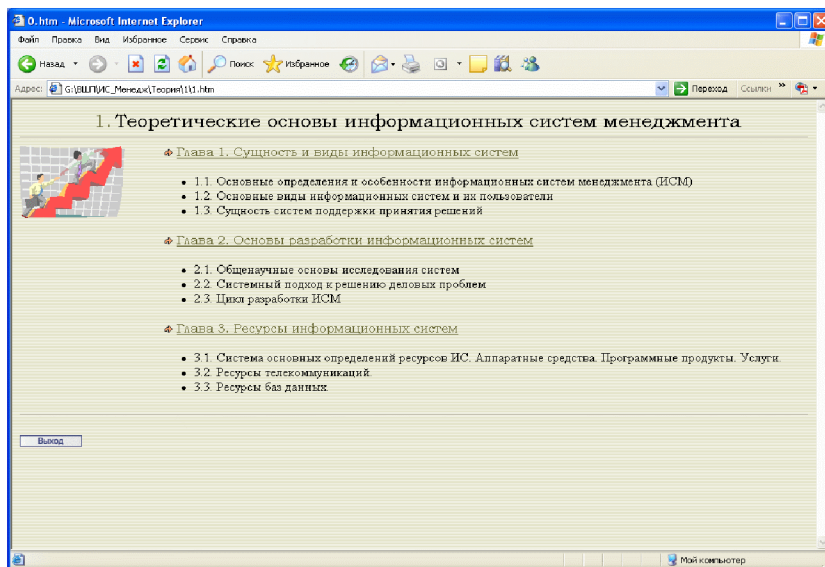 0.htm - Microsoft Internet Explorer
Файл Правка Вид Избранное Сервис Справка
Назад Поиск Избранное
Адрес: G:\ВШП\ИС_Менедж\Теория\1\1.htm Переход Ссылки »
1. Теоретические основы информационных систем менеджмента
Глава 1. Сущность и виды информационных систем
• 1.1. Основные определения и особенности информационных систем менеджмента (ИСМ)
• 1.2. Основные виды информационных систем и их пользователи
• 1.3. Сущность систем поддержки принятия решений
Глава 2. Основы разработки информационных систем
• 2.1. Общенаучные основы исследования систем
• 2.2. Системный подход к решению деловых проблем
• 2.3. Цикл разработки ИСМ
Глава 3. Ресурсы информационных систем
• 3.1. Система основных определений ресурсов ИС. Аппаратные средства. Программные продукты. Услуги.
• 3.2. Ресурсы телекоммуникаций.
• 3.3. Ресурсы баз данных.
Выход
Мой компьютер